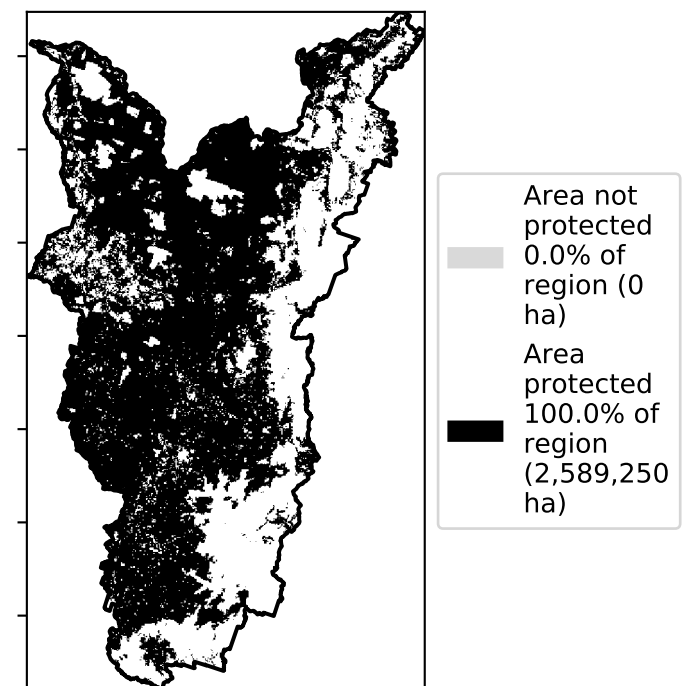 Area not
protected
0.0% of
region (0
ha)
Area
protected
100.0% of
region
(2,589,250
ha)